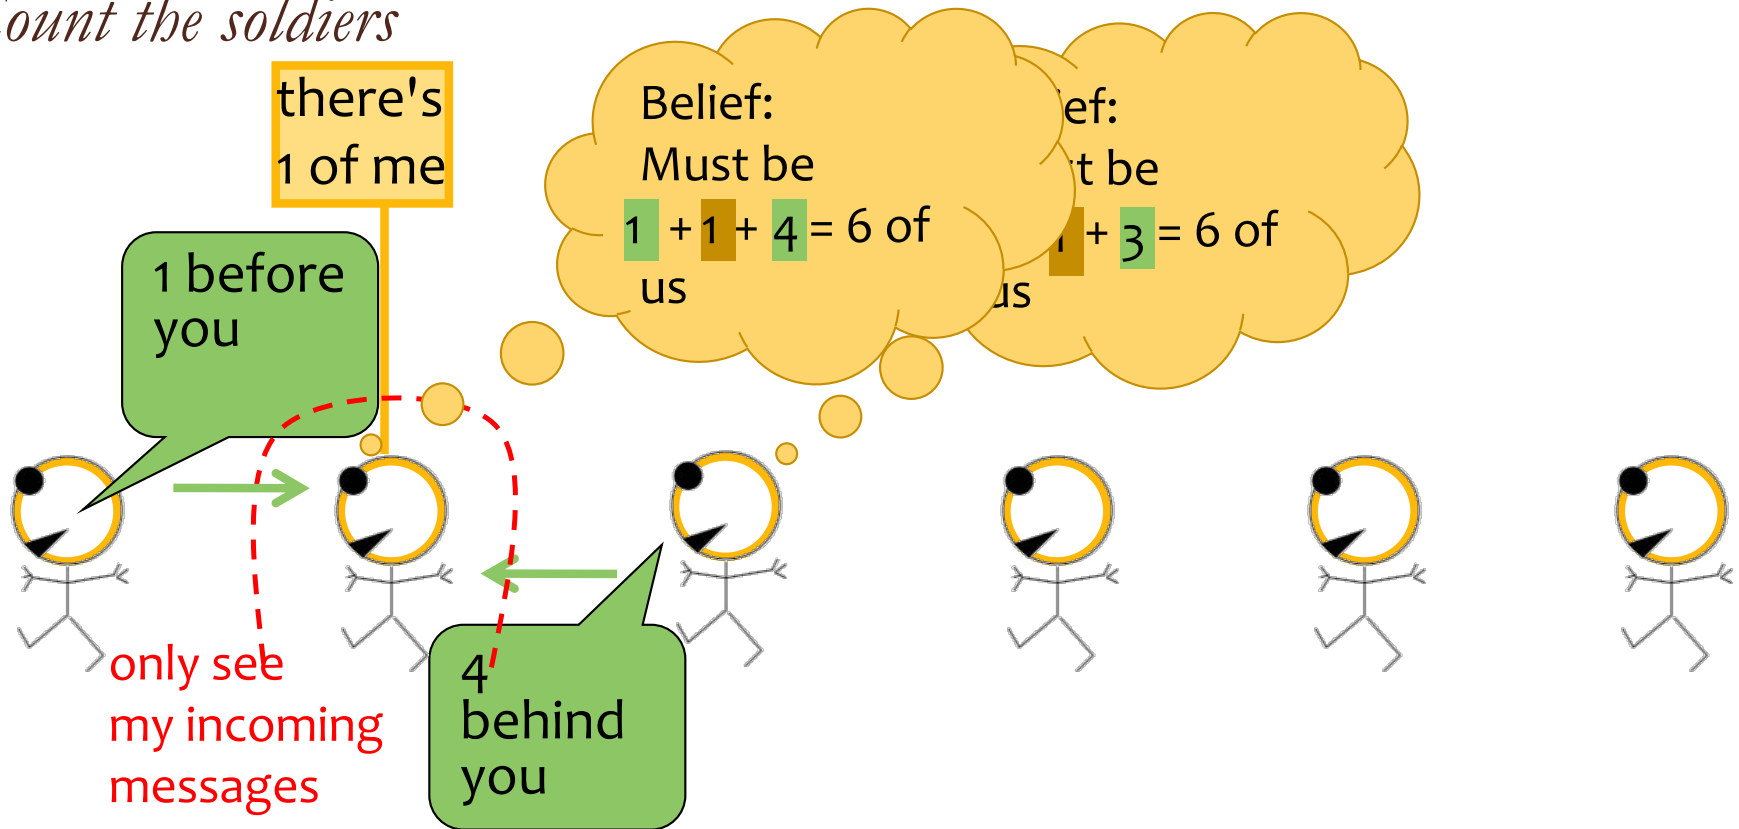 ount the soldiers
there's
1 of me
Belief:
Must be
1 + 1 + 4 = 6 of
us
ef:
t be
1 + 3 = 6 of
us
1 before
you
only see
my incoming
messages
4
behind
you